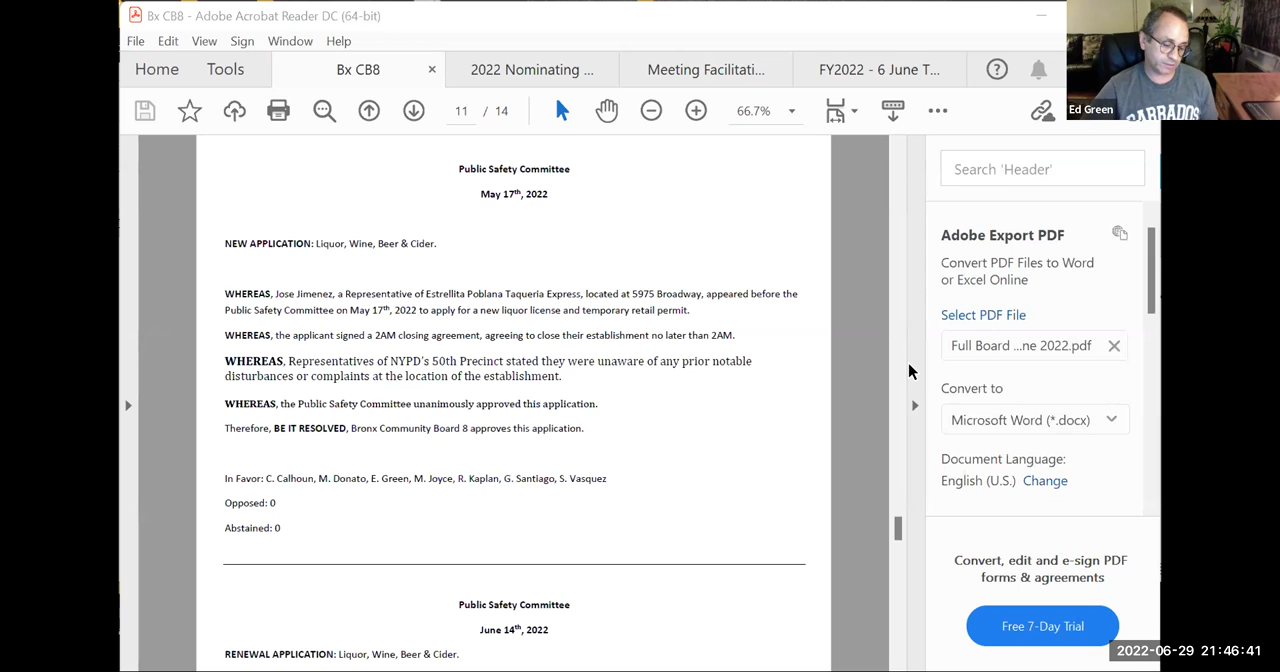 Bx CB8 - Adobe Acrobat Reader DC (64-bit)
File Edit View Sign Window Help
Home Tools Bx CB8 × 2022 Nominating ... Meeting Facilitati... FY2022 - 6 June T...
11 / 14 66.7%
Ed Green
BARBADOS
Public Safety Committee
May 17th, 2022
NEW APPLICATION: Liquor, Wine, Beer & Cider.
WHEREAS, Jose Jimenez, a Representative of Estrellita Poblana Taqueria Express, located at 5975 Broadway, appeared before the
Public Safety Committee on May 17th, 2022 to apply for a new liquor license and temporary retail permit.
WHEREAS, the applicant signed a 2AM closing agreement, agreeing to close their establishment no later than 2AM.
WHEREAS, Representatives of NYPD's 50th Precinct stated they were unaware of any prior notable
disturbances or complaints at the location of the establishment.
WHEREAS, the Public Safety Committee unanimously approved this application.
Therefore, BE IT RESOLVED, Bronx Community Board 8 approves this application.
In Favor: C. Calhoun, M. Donato, E. Green, M. Joyce, R. Kaplan, G. Santiago, S. Vasquez
Opposed: 0
Abstained: 0
Public Safety Committee
June 14th, 2022
RENEWAL APPLICATION: Liquor, Wine, Beer & Cider.
Search 'Header'
Adobe Export PDF
Convert PDF Files to Word
or Excel Online
Select PDF File
Full Board ...ne 2022.pdf
Convert to
Microsoft Word (*.docx)
Document Language:
English (U.S.) Change
Convert, edit and e-sign PDF
forms & agreements
Free 7-Day Trial
2022-06-29 21:46:41